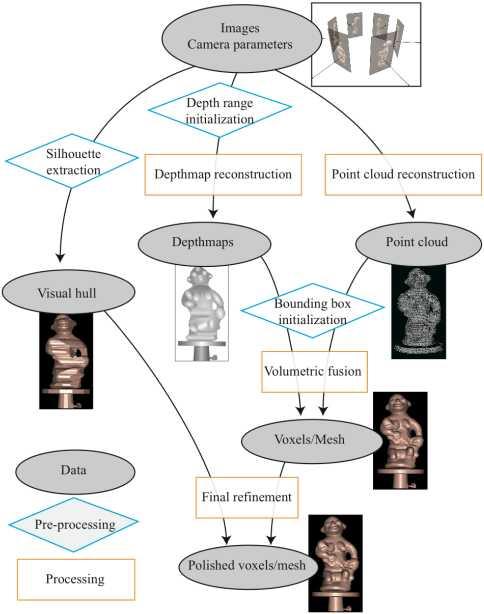 Images
Camera parameters
Depth range
initialization
Silhouette
extraction
Depthmap reconstruction
Point cloud reconstruction
Depthmaps
Point cloud
Visual hull
Bounding box
initialization
Volumetric fusion
Voxels/Mesh
Data
Final refinement
Pre-processing
Polished voxels/mesh
Processing